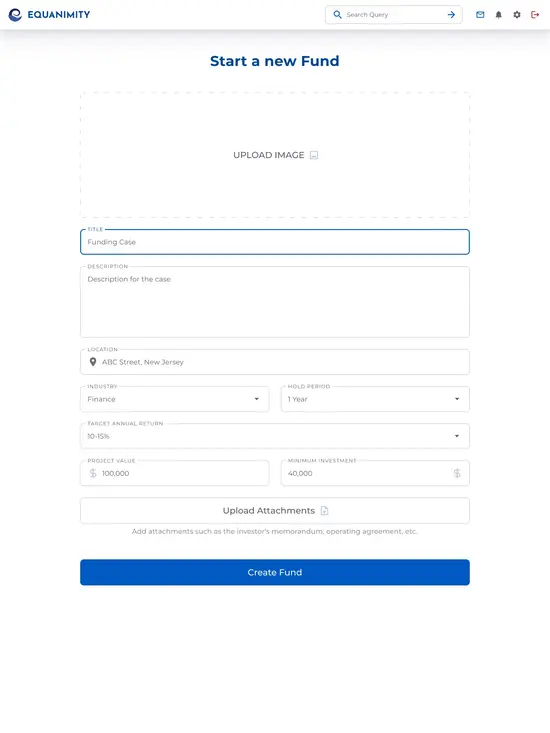 EQUANIMITY
Search Query
Start a new Fund
UPLOAD IMAGE
TITLE
Funding Case
DESCRIPTION
Description for the case
LOCATION
ABC Street, New Jersey
INDUSTRY
Finance
HOLD PERIOD
1 Year
TARGET ANNUAL RETURN
10-15%
PROJECT VALUE
$ 100,000
MINIMUM INVESTMENT
40,000 $
Upload Attachments
Add attachments such as the investor's memorandum, operating agreement, etc.
Create Fund